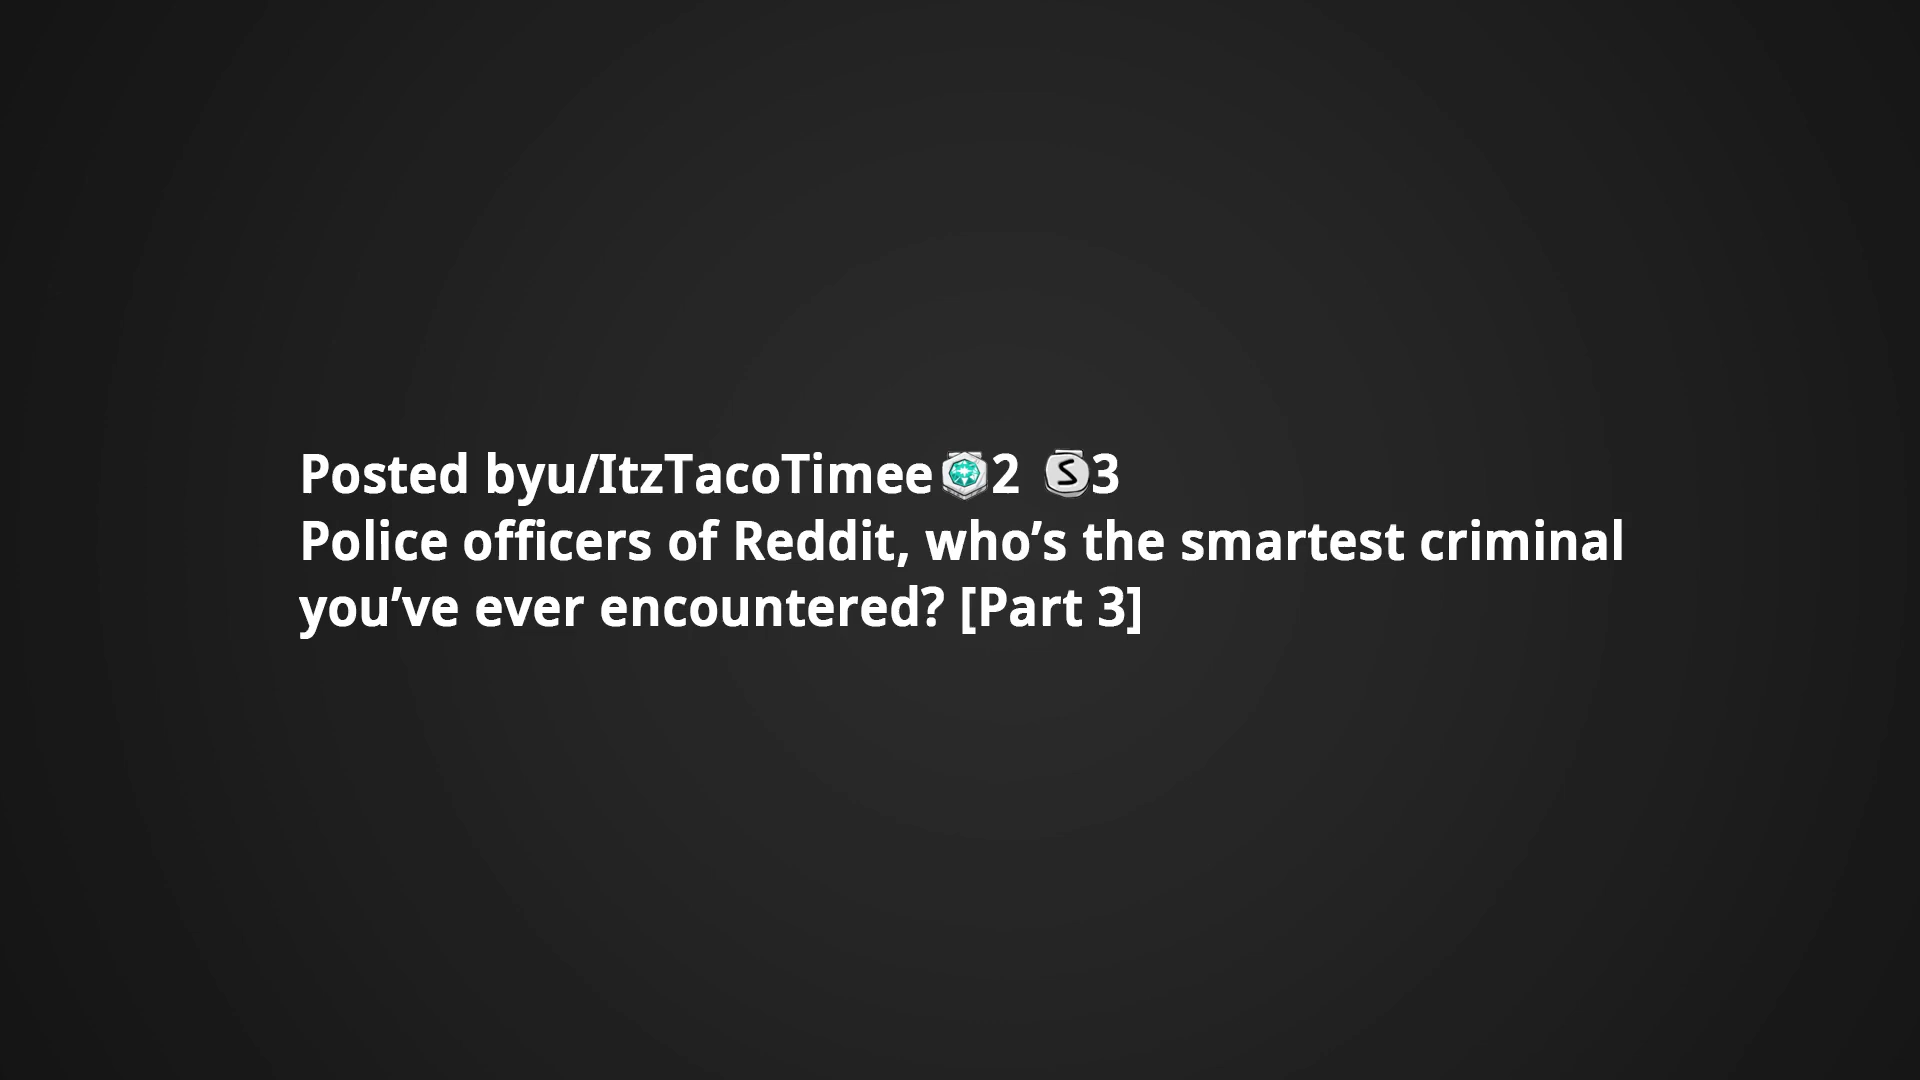 Posted byu/ItzTacoTimee 2 S 3
Police officers of Reddit, who’s the smartest criminal
you’ve ever encountered? [Part 3]